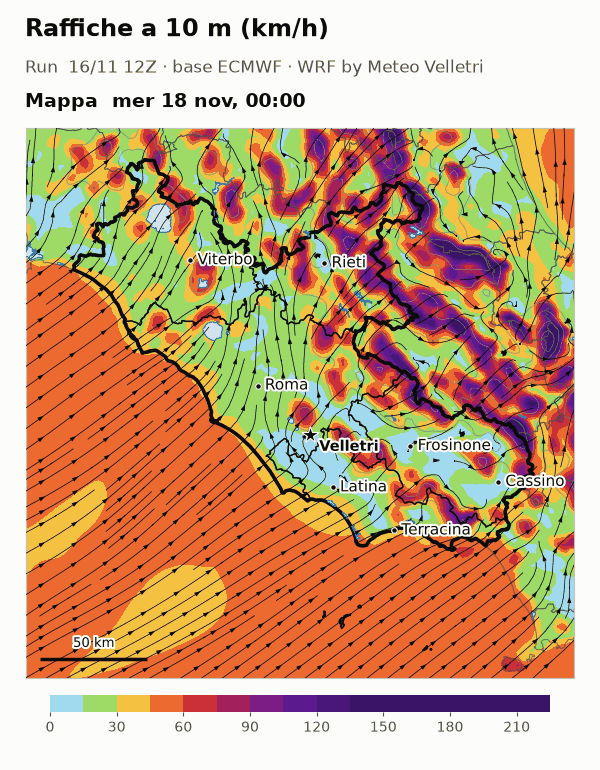 Raffiche a 10 m (km/h)
Run  16/11 12Z · base ECMWF · WRF by Meteo Velletri
Mappa  mer 18 nov, 00:00
Viterbo
Rieti
Roma
Velletri
Frosinone
Cassino
Latina
Terracina
50 km
0 30 60 90 120 150 180 210